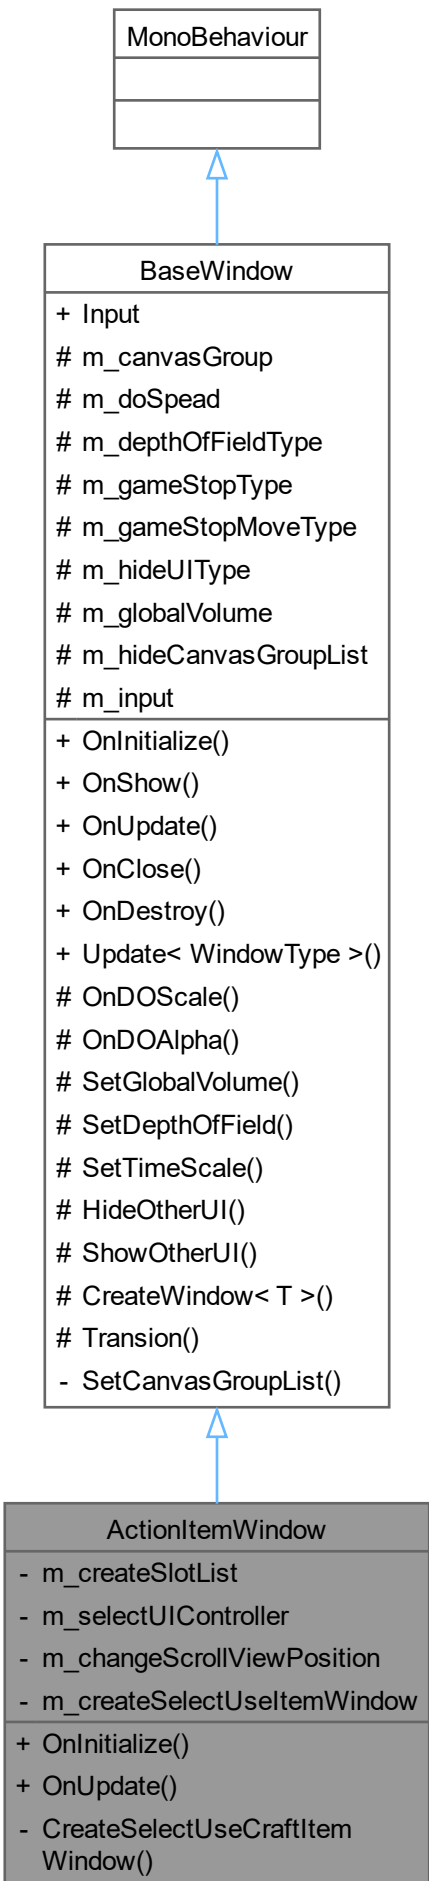 MonoBehaviour
BaseWindow
+ Input
# m_canvasGroup
# m_doSpead
# m_depthOfFieldType
# m_gameStopType
# m_gameStopMoveType
# m_hideUIType
# m_globalVolume
# m_hideCanvasGroupList
# m_input
+ OnInitialize()
+ OnShow()
+ OnUpdate()
+ OnClose()
+ OnDestroy()
+ Update< WindowType >()
# OnDOScale()
# OnDOAlpha()
# SetGlobalVolume()
# SetDepthOfField()
# SetTimeScale()
# HideOtherUI()
# ShowOtherUI()
# CreateWindow< T >()
# Transion()
- SetCanvasGroupList()
ActionItemWindow
- m_createSlotList
- m_selectUIController
- m_changeScrollViewPosition
- m_createSelectUseItemWindow
+ OnInitialize()
+ OnUpdate()
- CreateSelectUseCraftItem
Window()